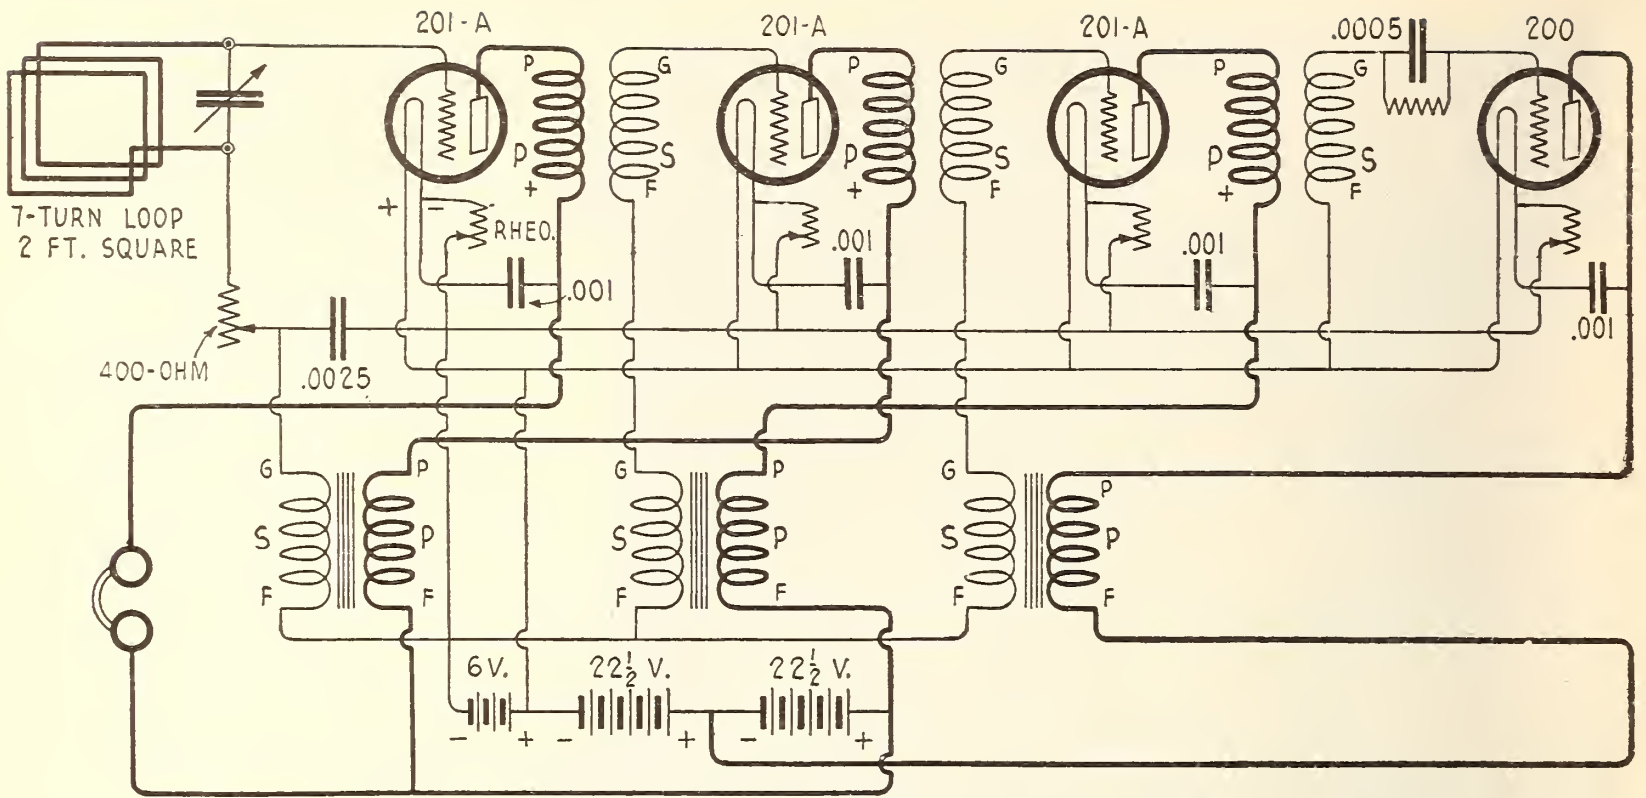 201-A
201-A
201-A
.0005
200
P
G
P
G
P
G
P
S
P
S
P
S
+
F
+
F
+
F
7-TURN LOOP
2 FT. SQUARE
+ -
RHEO.
.001
.001
.001
.001
400-OHM
.0025
G
P
G
P
G
P
S
P
S
P
S
P
F
F
F
F
F
F
6V.
22½ V.
22½ V.
- + - + - +